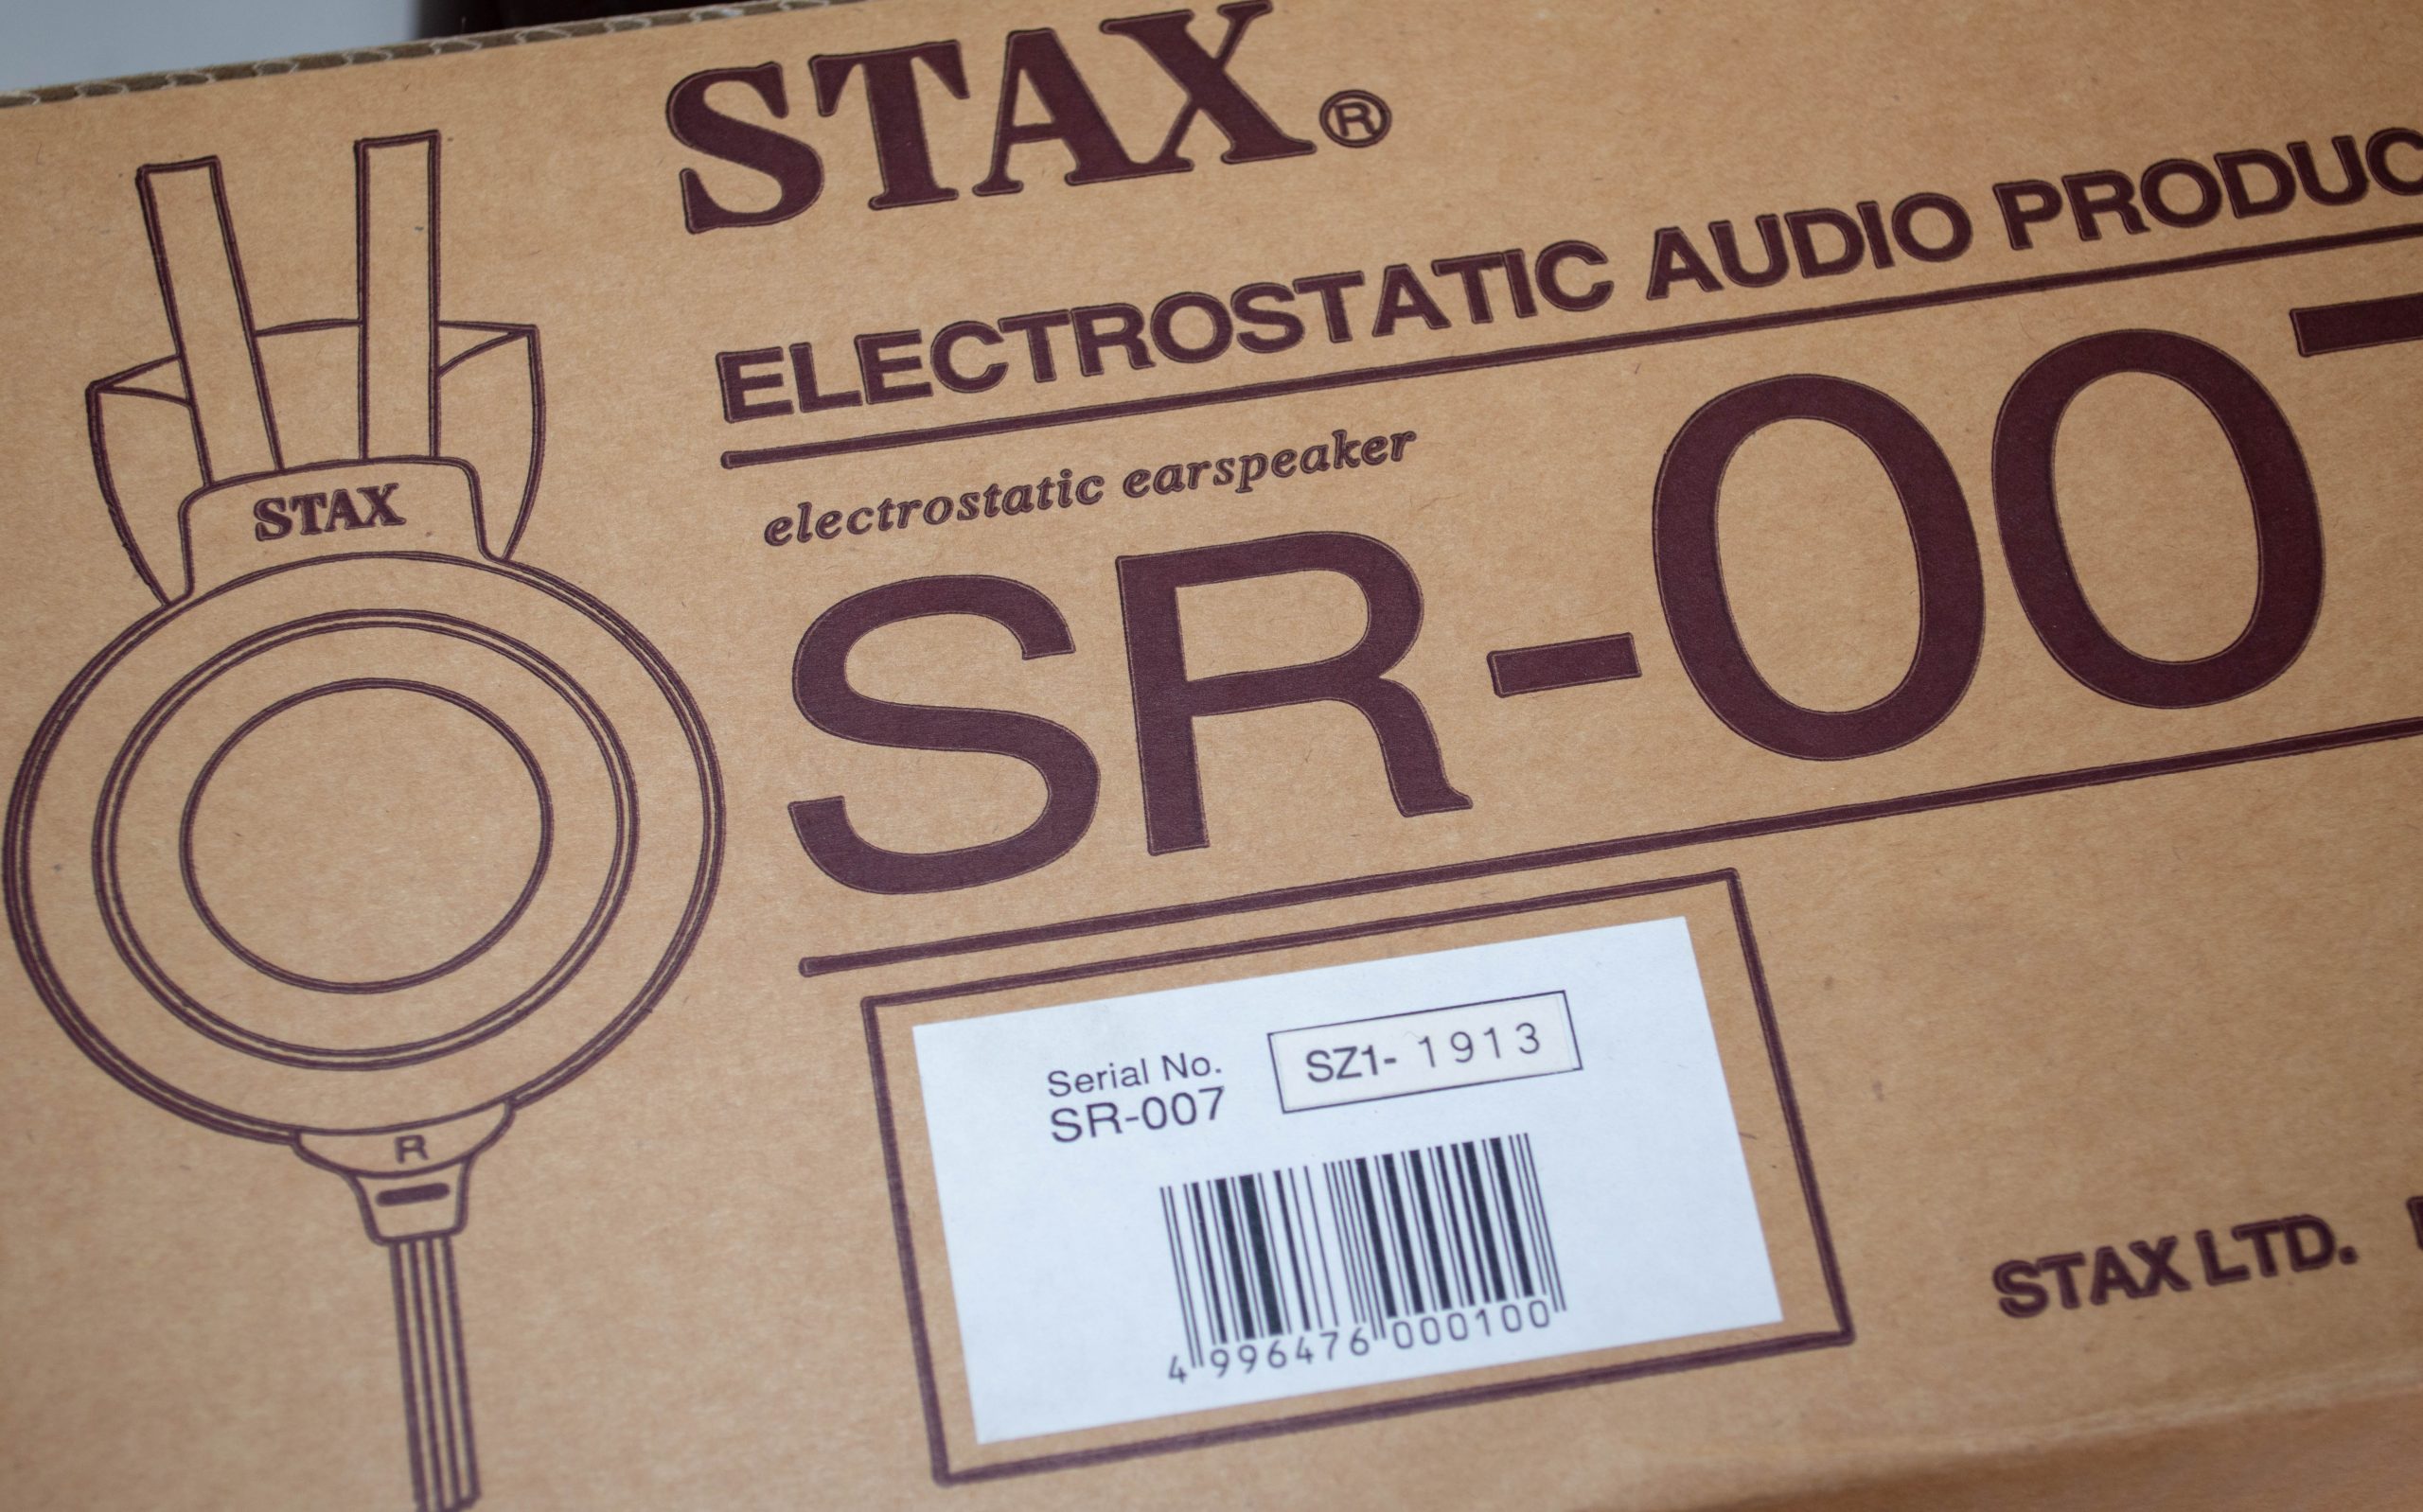 STAX®
ELECTROSTATIC AUDIO PRODUC
electrostatic earspeaker
SR-007
STAX
R
Serial No. SZ1-1913
SR-007
4 996476 000100
STAX LTD.